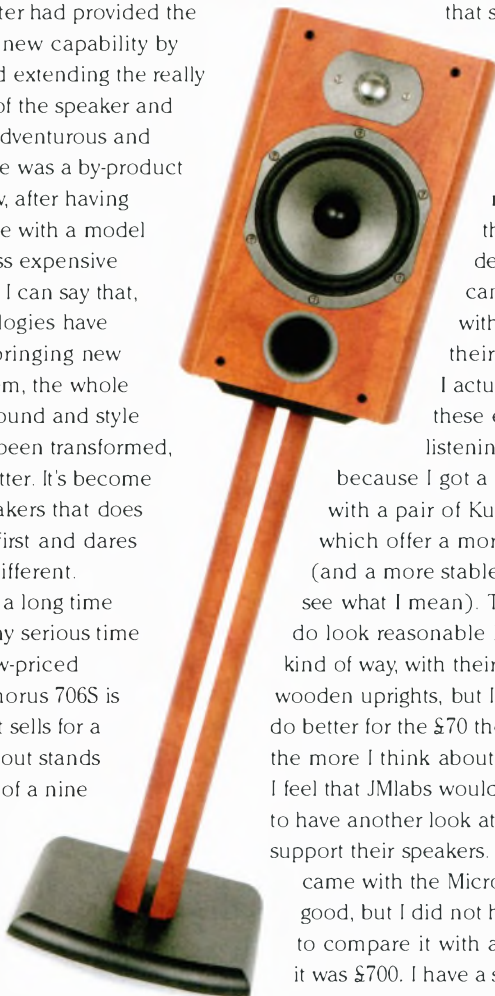 ter had provided the
new capability by
d extending the really
of the speaker and
dventurous and
e was a by-product
v, after having
e with a model
ss expensive
I can say that,
logies have
bringing new
m, the whole
ound and style
been transformed,
tter. It's become
akers that does
first and dares
ifferent.
a long time
ny serious time
w-priced
horus 706S is
t sells for a
out stands
of a nine
that s
th
de
car
with
their
I actu
these e
listenin
because I got a
with a pair of Ku
which offer a mor
(and a more stable
see what I mean). T
do look reasonable
kind of way, with their
wooden uprights, but I
do better for the £70 the
the more I think about
I feel that JMlabs would
to have another look at
support their speakers.
came with the Micro
good, but I did not h
to compare it with a
it was £700. I have a s